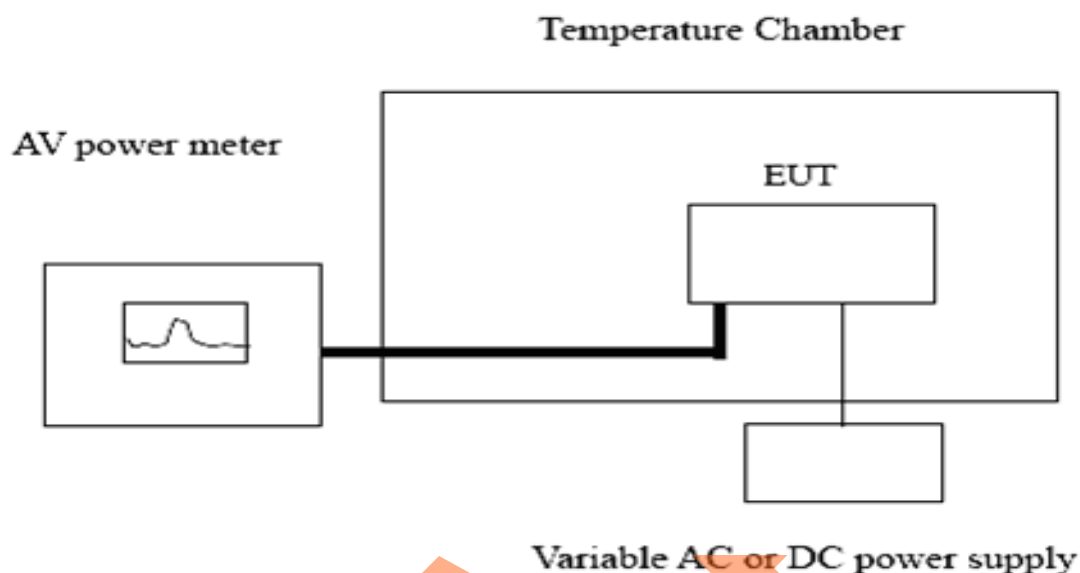 Temperature Chamber
AV power meter
EUT
Variable AC or DC power supply